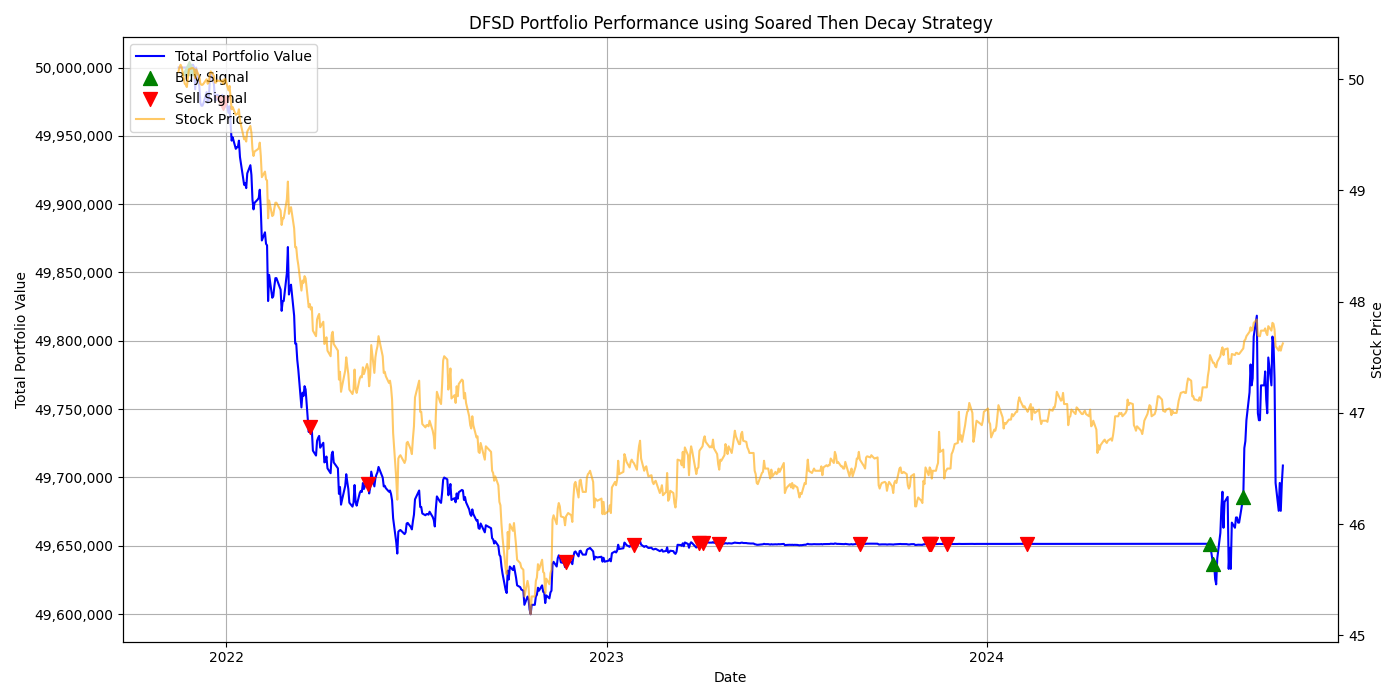 DFSD Portfolio Performance using Soared Then Decay Strategy
Total Portfolio Value
Buy Signal
Sell Signal
Stock Price
50,000,000
49,950,000
49,900,000
49,850,000
49,800,000
49,750,000
49,700,000
49,650,000
49,600,000
Total Portfolio Value
50
49
48
47
46
45
Stock Price
2022
2023
2024
Date